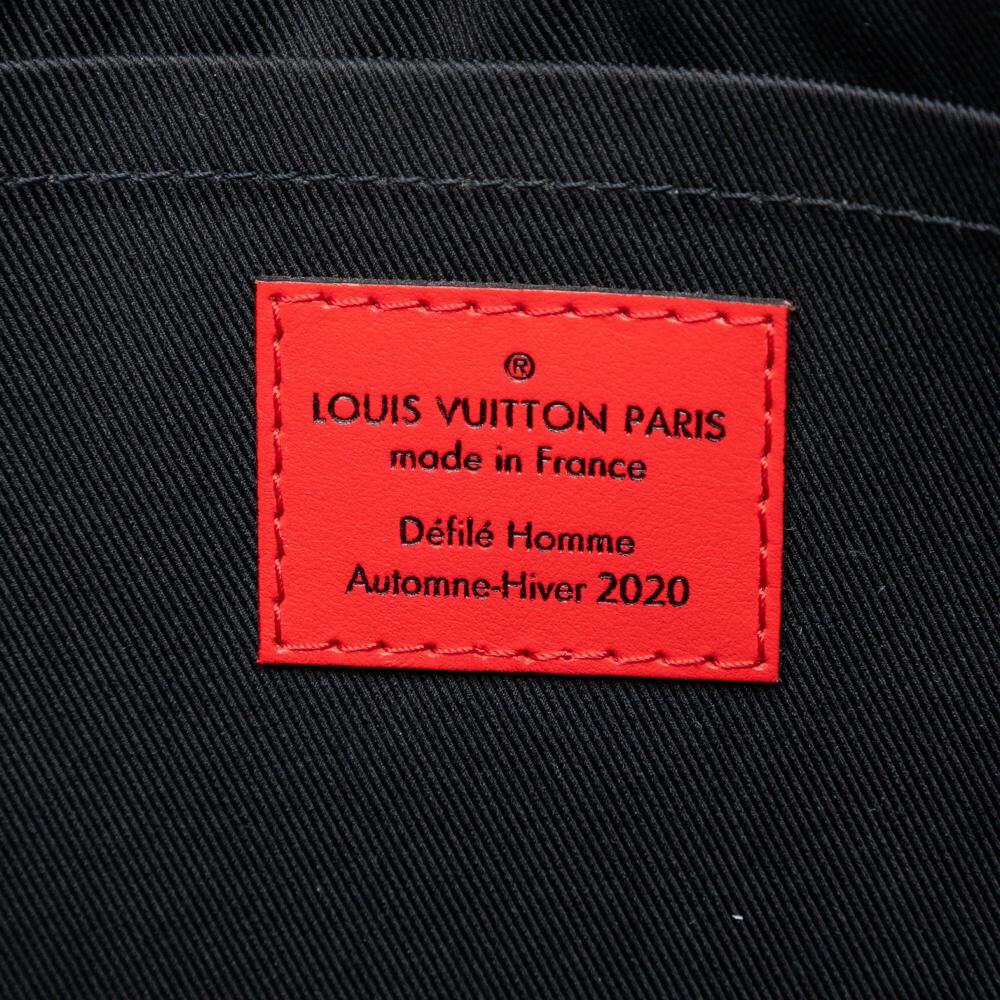 ®
LOUIS VUITTON PARIS
made in France
Défilé Homme
Automne-Hiver 2020